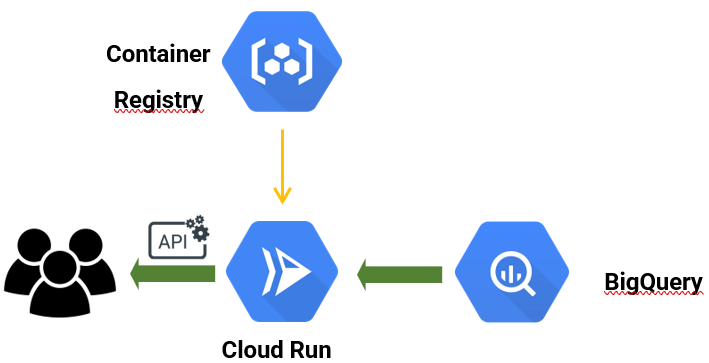 Container
Registry
API
BigQuery
Cloud Run